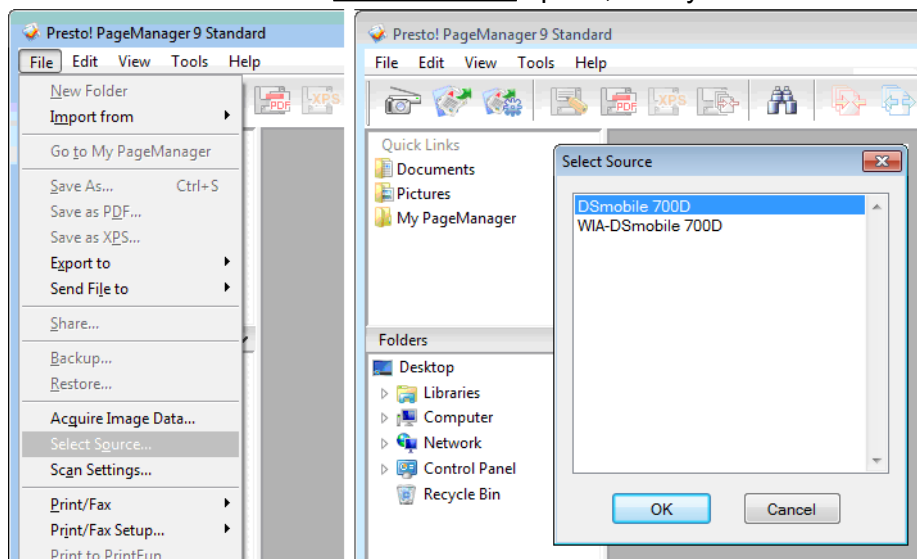 Presto! PageManager 9 Standard
File Edit View Tools Help
New Folder
Import from
Go to My PageManager
Save As... Ctrl+S
Save as PDF...
Save as XPS...
Export to
Send File to
Share...
Backup...
Restore...
Acquire Image Data...
Select Source...
Scan Settings...
Print/Fax
Print/Fax Setup...
Print to PrintFun
PDF
XPS
Presto! PageManager 9 Standard
File Edit View Tools Help
PDF
XPS
Quick Links
Documents
Pictures
My PageManager
Folders
Desktop
Libraries
Computer
Network
Control Panel
Recycle Bin
Select Source
DSmobile 700D
WIA-DSmobile 700D
OK Cancel